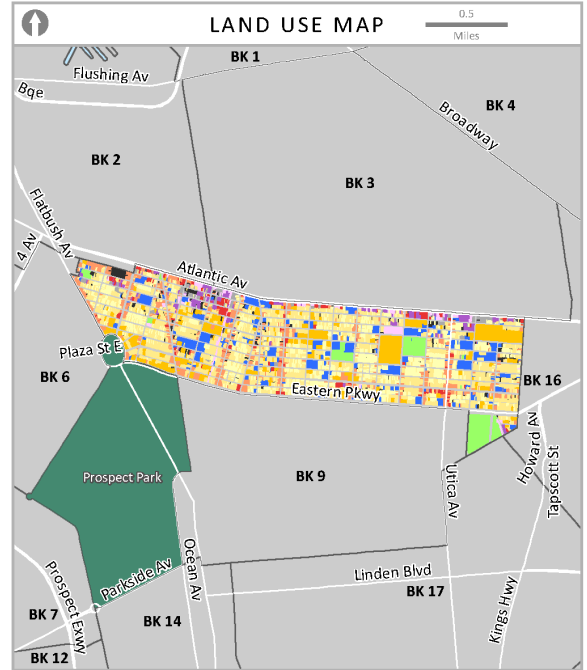 LAND USE MAP
0.5
Miles
BK 1
Flushing Av
Bqe
BK 4
Broadway
BK 2
BK 3
Flatbush Av
4 Av
Atlantic Av
Plaza St E
BK 6
Eastern Pkwy
BK 16
Prospect Park
BK 9
Utica Av
Howard Av
Tapscott St
Prospect Expwy
Parkside Av
Ocean Av
Linden Blvd
BK 17
Kings Hwy
BK 7
BK 14
BK 12